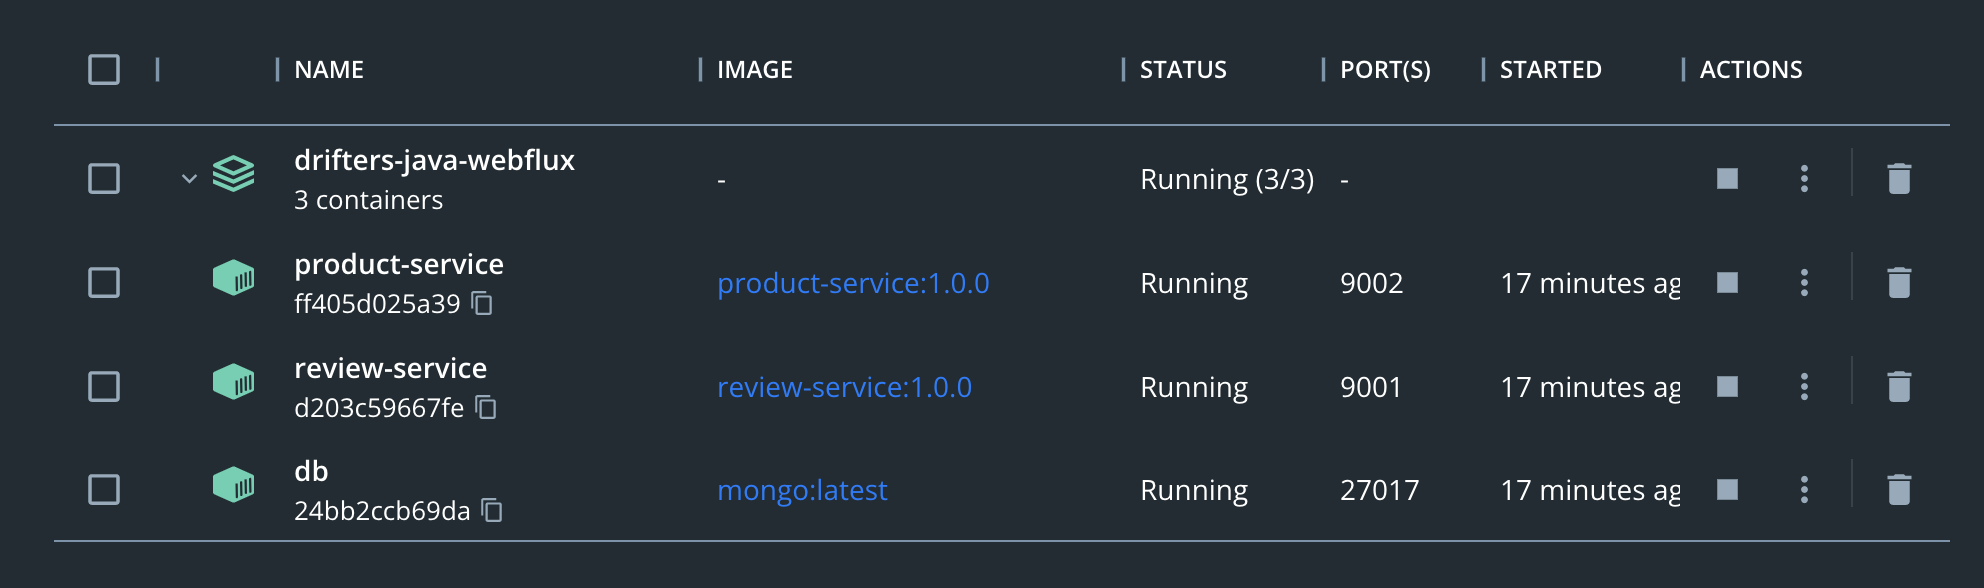 NAME IMAGE STATUS PORT(S) STARTED ACTIONS
drifters-java-webflux
3 containers
- Running (3/3) -
product-service
ff405d025a39
product-service:1.0.0 Running 9002 17 minutes ag
review-service
d203c59667fe
review-service:1.0.0 Running 9001 17 minutes ag
db
24bb2ccb69da
mongo:latest Running 27017 17 minutes ag